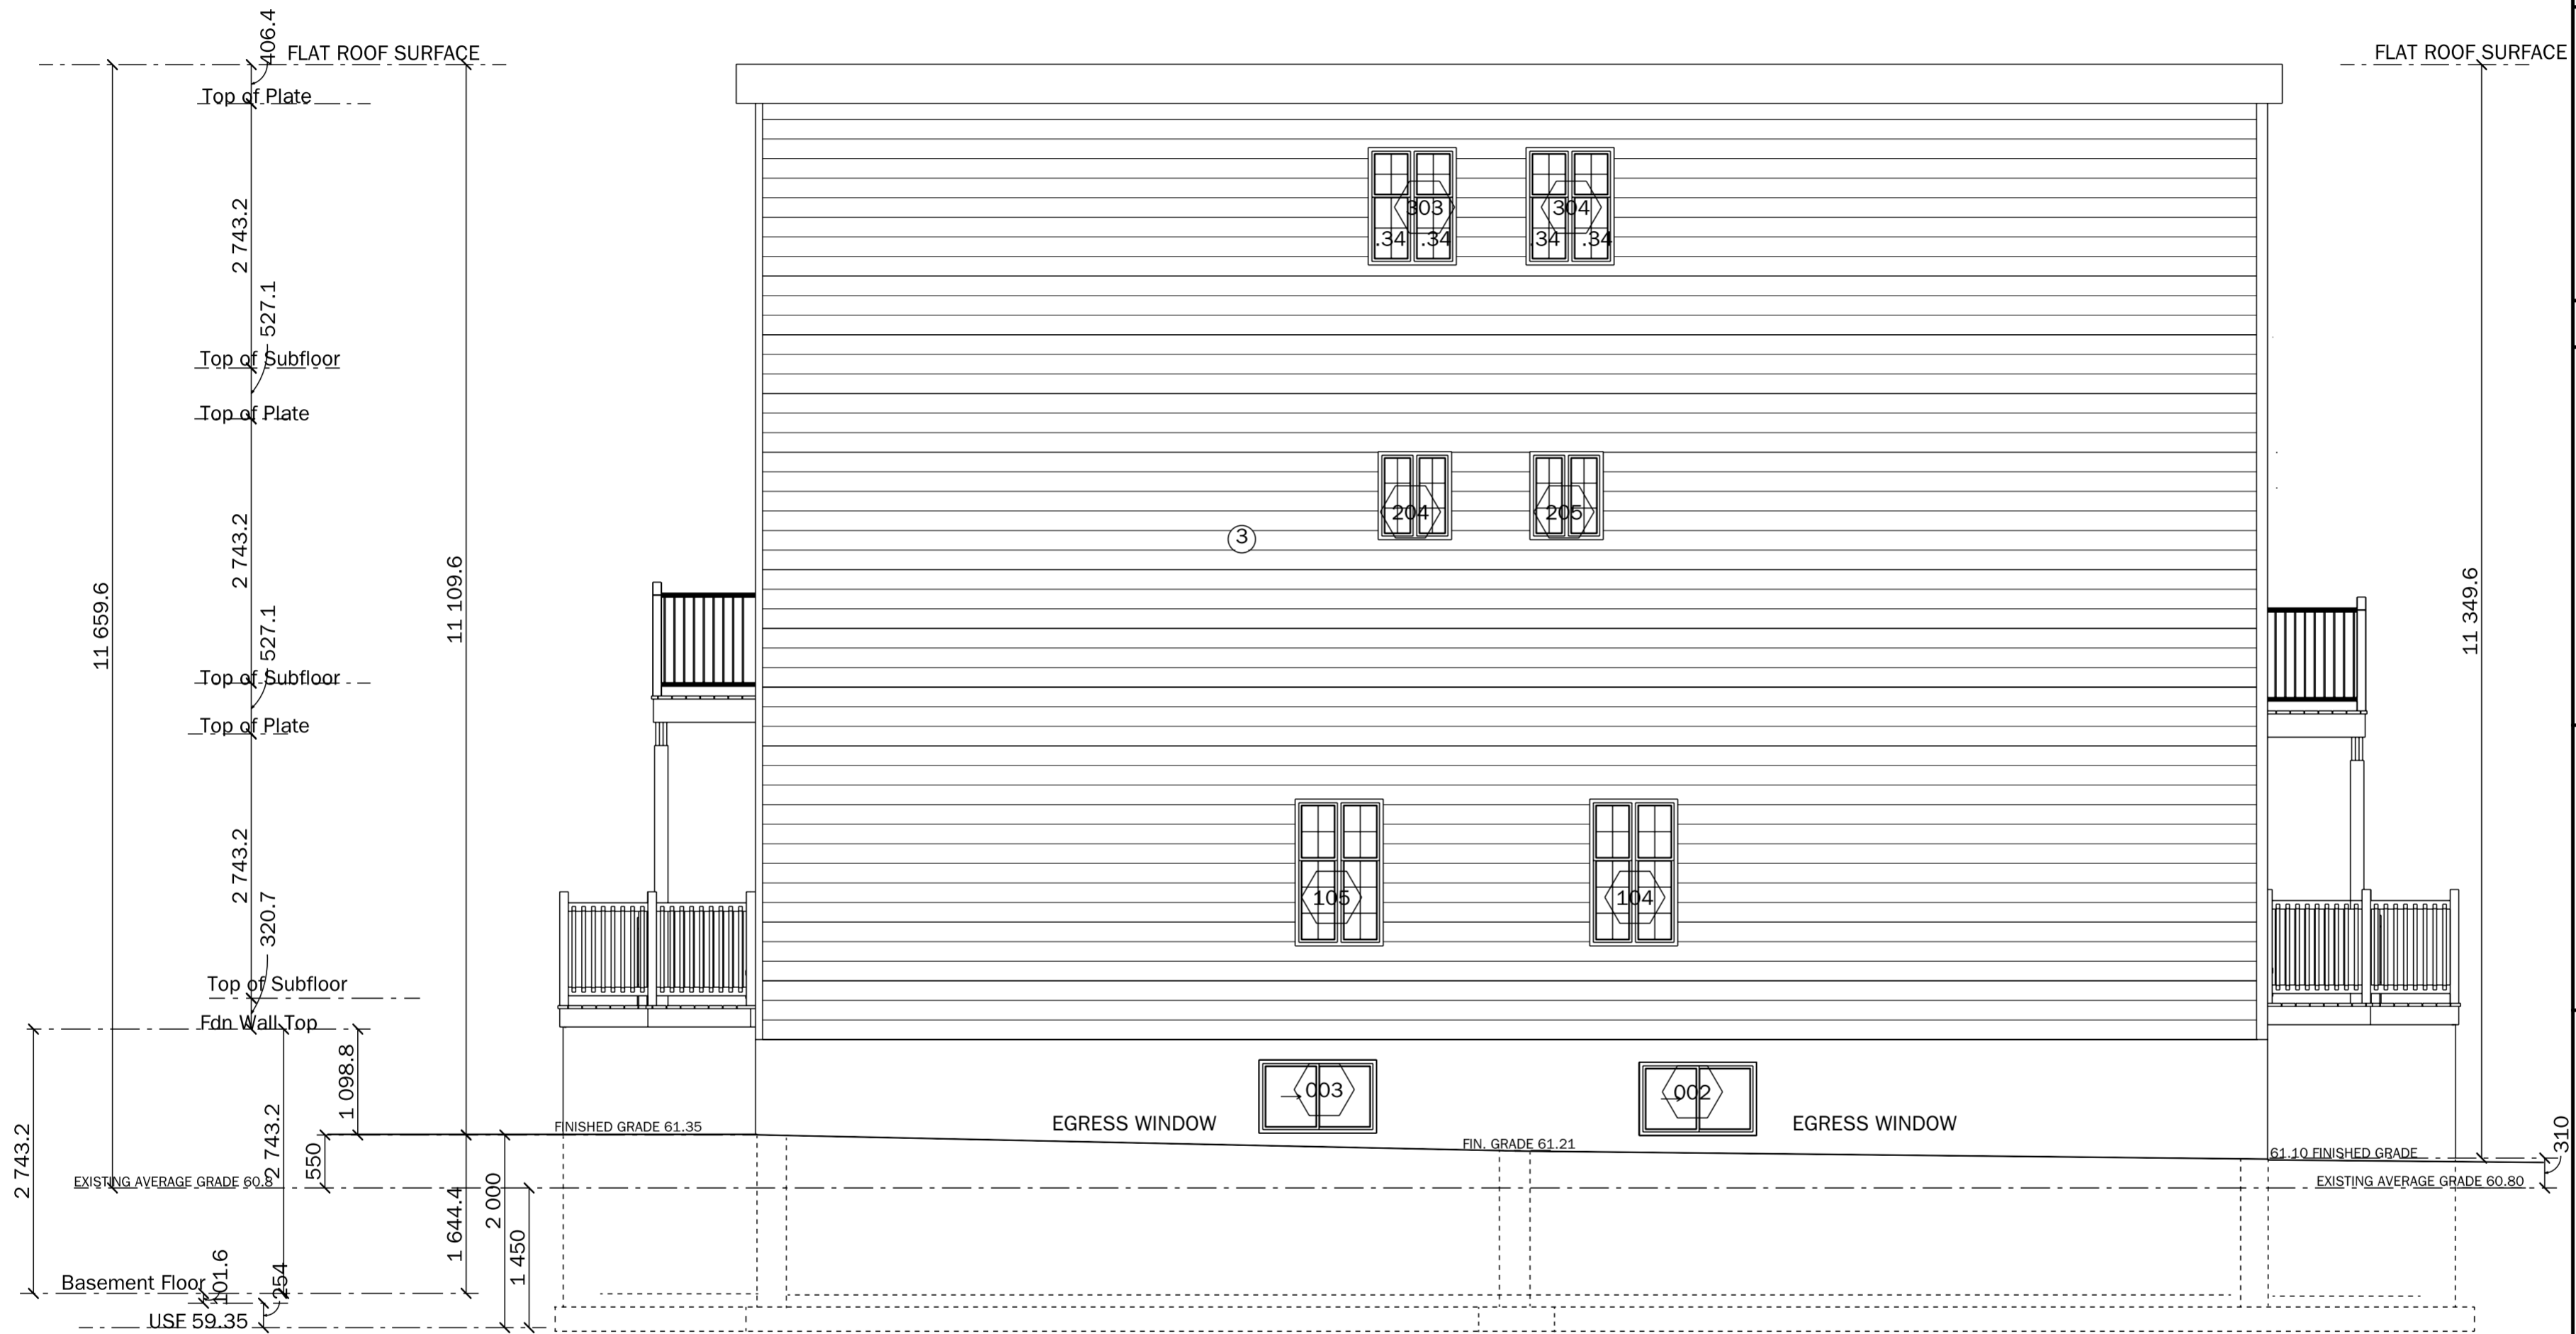 406.4
FLAT ROOF SURFACE
FLAT ROOF SURFACE
Top of Plate
2 743.2
303
304
.34 .34
.34 .34
527.1
Top of Subfloor
Top of Plate
2 743.2
204
205
3
11 659.6
11 109.6
11 349.6
527.1
Top of Subfloor
Top of Plate
2 743.2
320.7
105
104
Top of Subfloor
Fdn Wall Top
1 098.8
003
002
EGRESS WINDOW
EGRESS WINDOW
FINISHED GRADE 61.35
FIN. GRADE 61.21
61.10 FINISHED GRADE
310
2 743.2
2 743.2
550
EXISTING AVERAGE GRADE 60.8
EXISTING AVERAGE GRADE 60.80
1 644.4
2 000
1 450
101.6
254
Basement Floor
USF 59.35